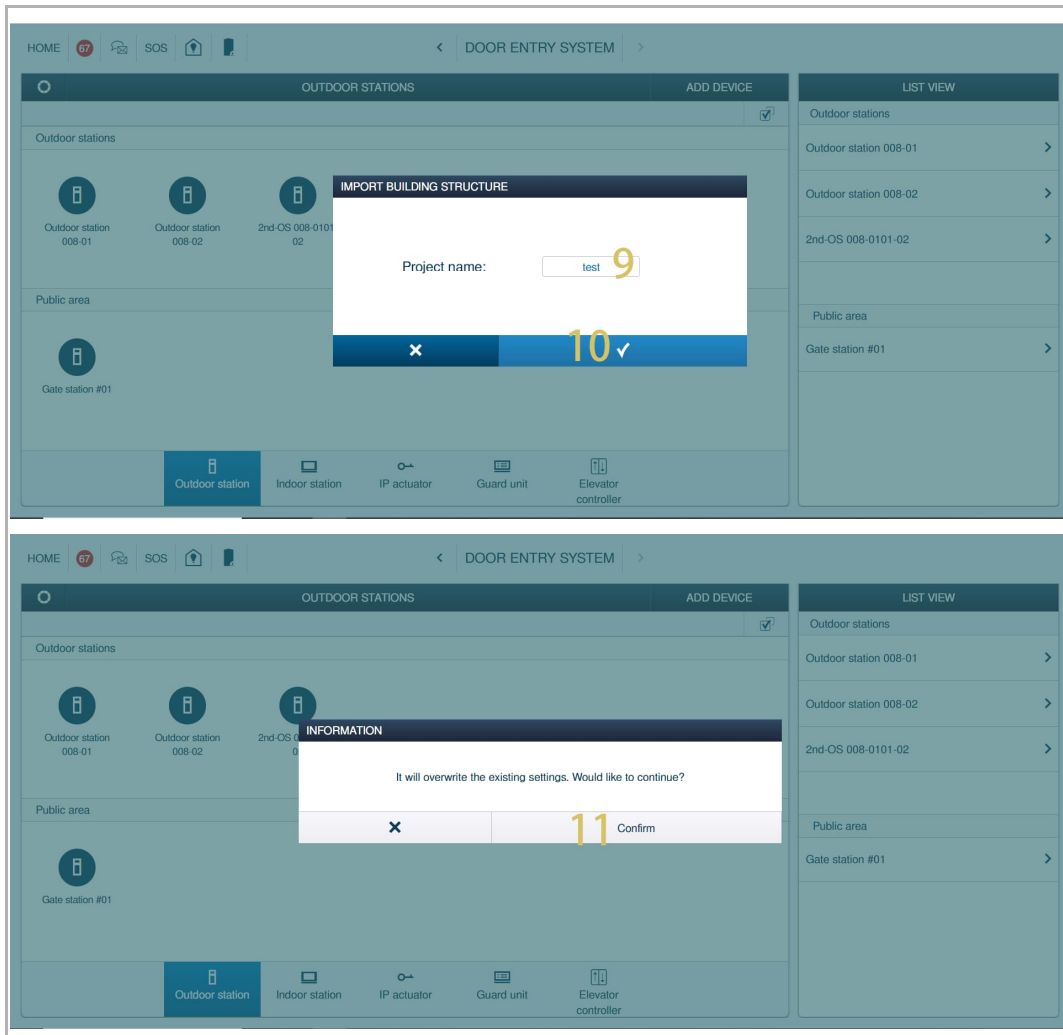 HOME 67 SOS < DOOR ENTRY SYSTEM >
OUTDOOR STATIONS ADD DEVICE
LIST VIEW
Outdoor stations
Outdoor stations
Outdoor station 008-01
Outdoor station 008-02
2nd-OS 008-0101-02
Outdoor station
008-01
Outdoor station
008-02
2nd-OS 008-0101
02
IMPORT BUILDING STRUCTURE
Project name: test 9
10
Public area
Gate station #01
Public area
Gate station #01
Outdoor station
Indoor station
IP actuator
Guard unit
Elevator
controller
HOME 67 SOS < DOOR ENTRY SYSTEM >
OUTDOOR STATIONS ADD DEVICE
LIST VIEW
Outdoor stations
Outdoor stations
Outdoor station 008-01
Outdoor station 008-02
2nd-OS 008-0101-02
Outdoor station
008-01
Outdoor station
008-02
2nd-OS 0
0
INFORMATION
It will overwrite the existing settings. Would like to continue?
11 Confirm
Public area
Gate station #01
Public area
Gate station #01
Outdoor station
Indoor station
IP actuator
Guard unit
Elevator
controller